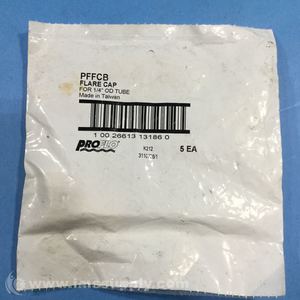 PFFCB
FLARE CAP
FOR 1/4" OD TUBE
Made in Taiwan
1 00 26613 13186 0
PROFLO
K212
5 EA